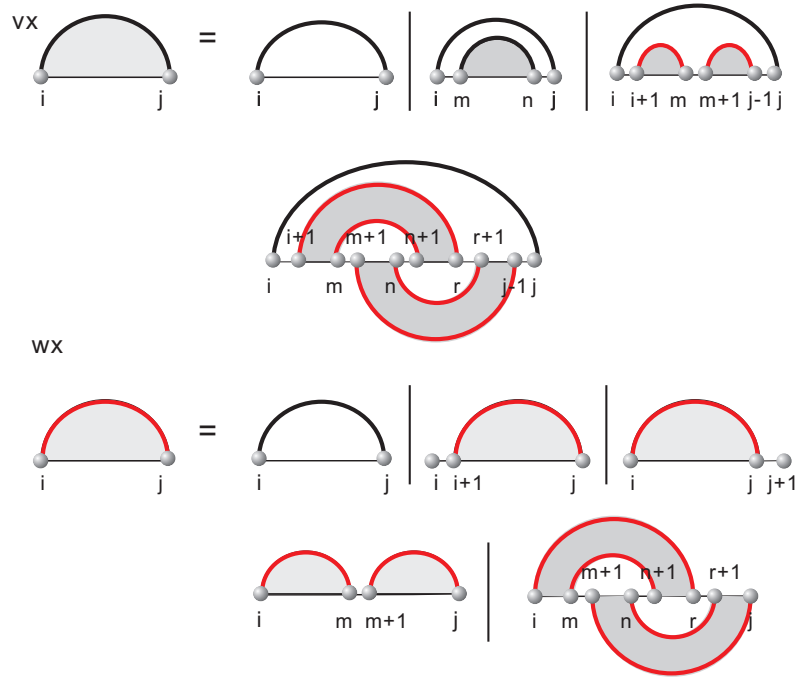 vx
=
i j
i j
i m n j
i i+1 m m+1 j-1 j
i+1 m+1 n+1 r+1
i m n r j-1 j
wx
=
i j
i j
i i+1 j
i j j+1
m+1 n+1 r+1
i m m+1 j
i m n r j